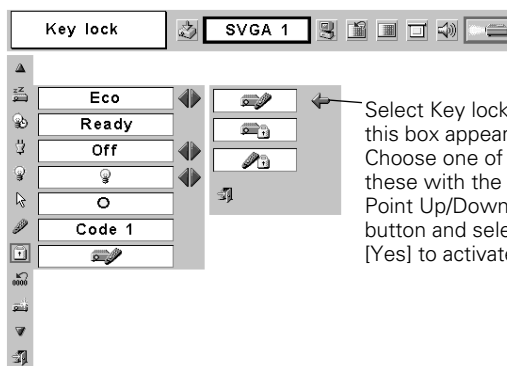 Key lock
SVGA 1
Eco
Ready
Off
Code 1
Select Key lock
this box appear
Choose one of
these with the
Point Up/Down
button and sele
[Yes] to activate